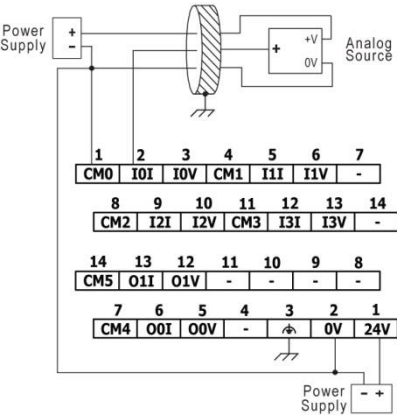 Power Supply
+
-
+V
+
0V
Analog Source
1 2 3 4 5 6 7
CM0 I0I I0V CM1 I1I I1V -
8 9 10 11 12 13 14
CM2 I2I I2V CM3 I3I I3V -
14 13 12 11 10 9 8
CM5 O1I O1V - - - -
7 6 5 4 3 2 1
CM4 O0I O0V - 0V 24V
Power Supply
- +